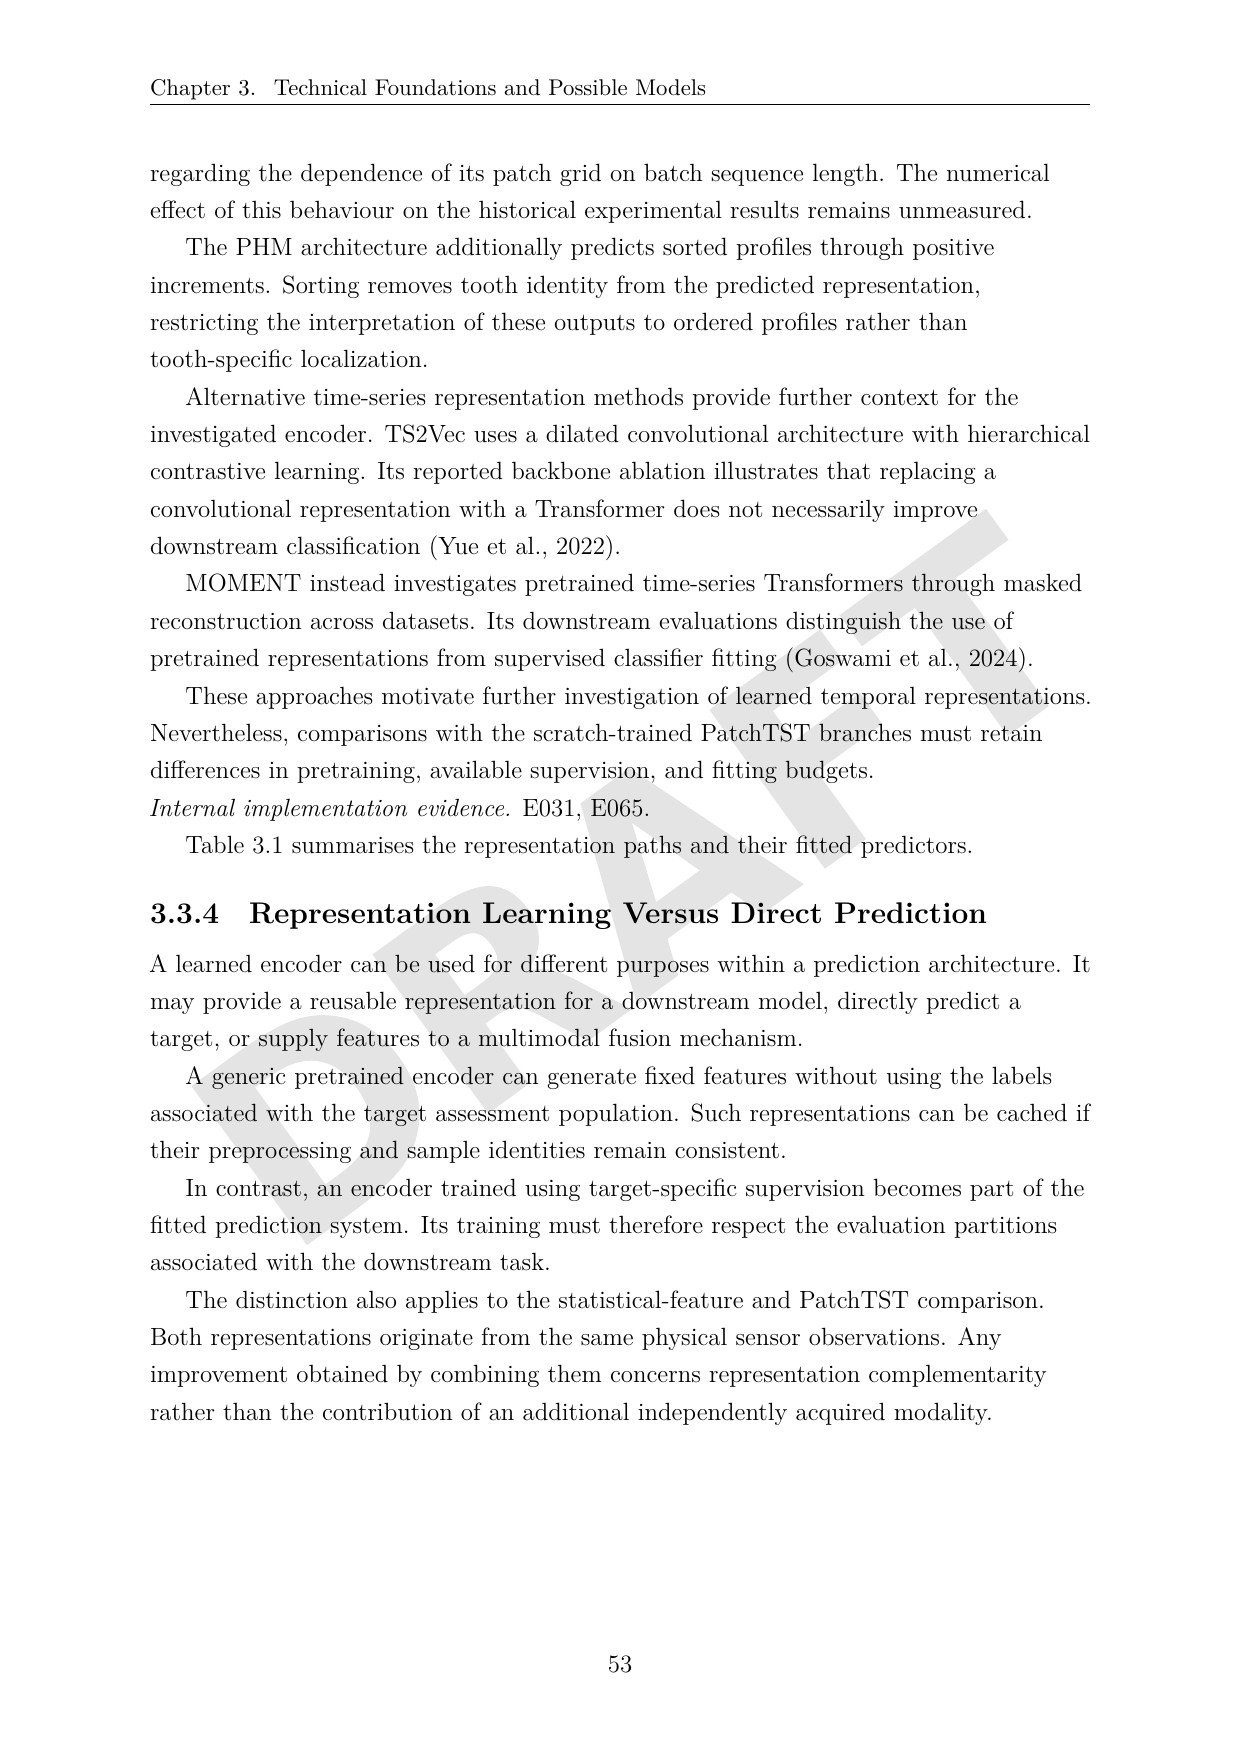 Chapter 3. Technical Foundations and Possible Models
regarding the dependence of its patch grid on batch sequence length. The numerical
effect of this behaviour on the historical experimental results remains unmeasured.
The PHM architecture additionally predicts sorted profiles through positive
increments. Sorting removes tooth identity from the predicted representation,
restricting the interpretation of these outputs to ordered profiles rather than
tooth-specific localization.
Alternative time-series representation methods provide further context for the
investigated encoder. TS2Vec uses a dilated convolutional architecture with hierarchical
contrastive learning. Its reported backbone ablation illustrates that replacing a
convolutional representation with a Transformer does not necessarily improve
downstream classification (Yue et al., 2022).
MOMENT instead investigates pretrained time-series Transformers through masked
reconstruction across datasets. Its downstream evaluations distinguish the use of
pretrained representations from supervised classifier fitting (Goswami et al., 2024).
These approaches motivate further investigation of learned temporal representations.
Nevertheless, comparisons with the scratch-trained PatchTST branches must retain
differences in pretraining, available supervision, and fitting budgets.
Internal implementation evidence. E031, E065.
Table 3.1 summarises the representation paths and their fitted predictors.
3.3.4 Representation Learning Versus Direct Prediction
A learned encoder can be used for different purposes within a prediction architecture. It
may provide a reusable representation for a downstream model, directly predict a
target, or supply features to a multimodal fusion mechanism.
A generic pretrained encoder can generate fixed features without using the labels
associated with the target assessment population. Such representations can be cached if
their preprocessing and sample identities remain consistent.
In contrast, an encoder trained using target-specific supervision becomes part of the
fitted prediction system. Its training must therefore respect the evaluation partitions
associated with the downstream task.
The distinction also applies to the statistical-feature and PatchTST comparison.
Both representations originate from the same physical sensor observations. Any
improvement obtained by combining them concerns representation complementarity
rather than the contribution of an additional independently acquired modality.
53
DRAFT